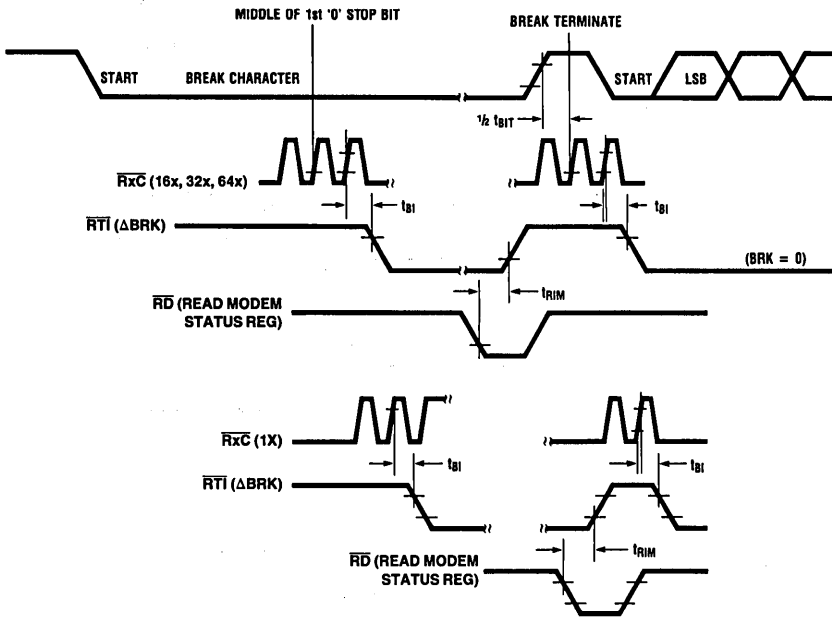 MIDDLE OF 1st '0' STOP BIT
BREAK TERMINATE
START
BREAK CHARACTER
START
LSB
1/2 tBIT
RxC (16x, 32x, 64x)
tBI
tBI
RTI (ΔBRK)
(BRK = 0)
tRIM
RD (READ MODEM
STATUS REG)
RxC (1X)
tBI
tBI
RTI (ΔBRK)
tRIM
RD (READ MODEM
STATUS REG)